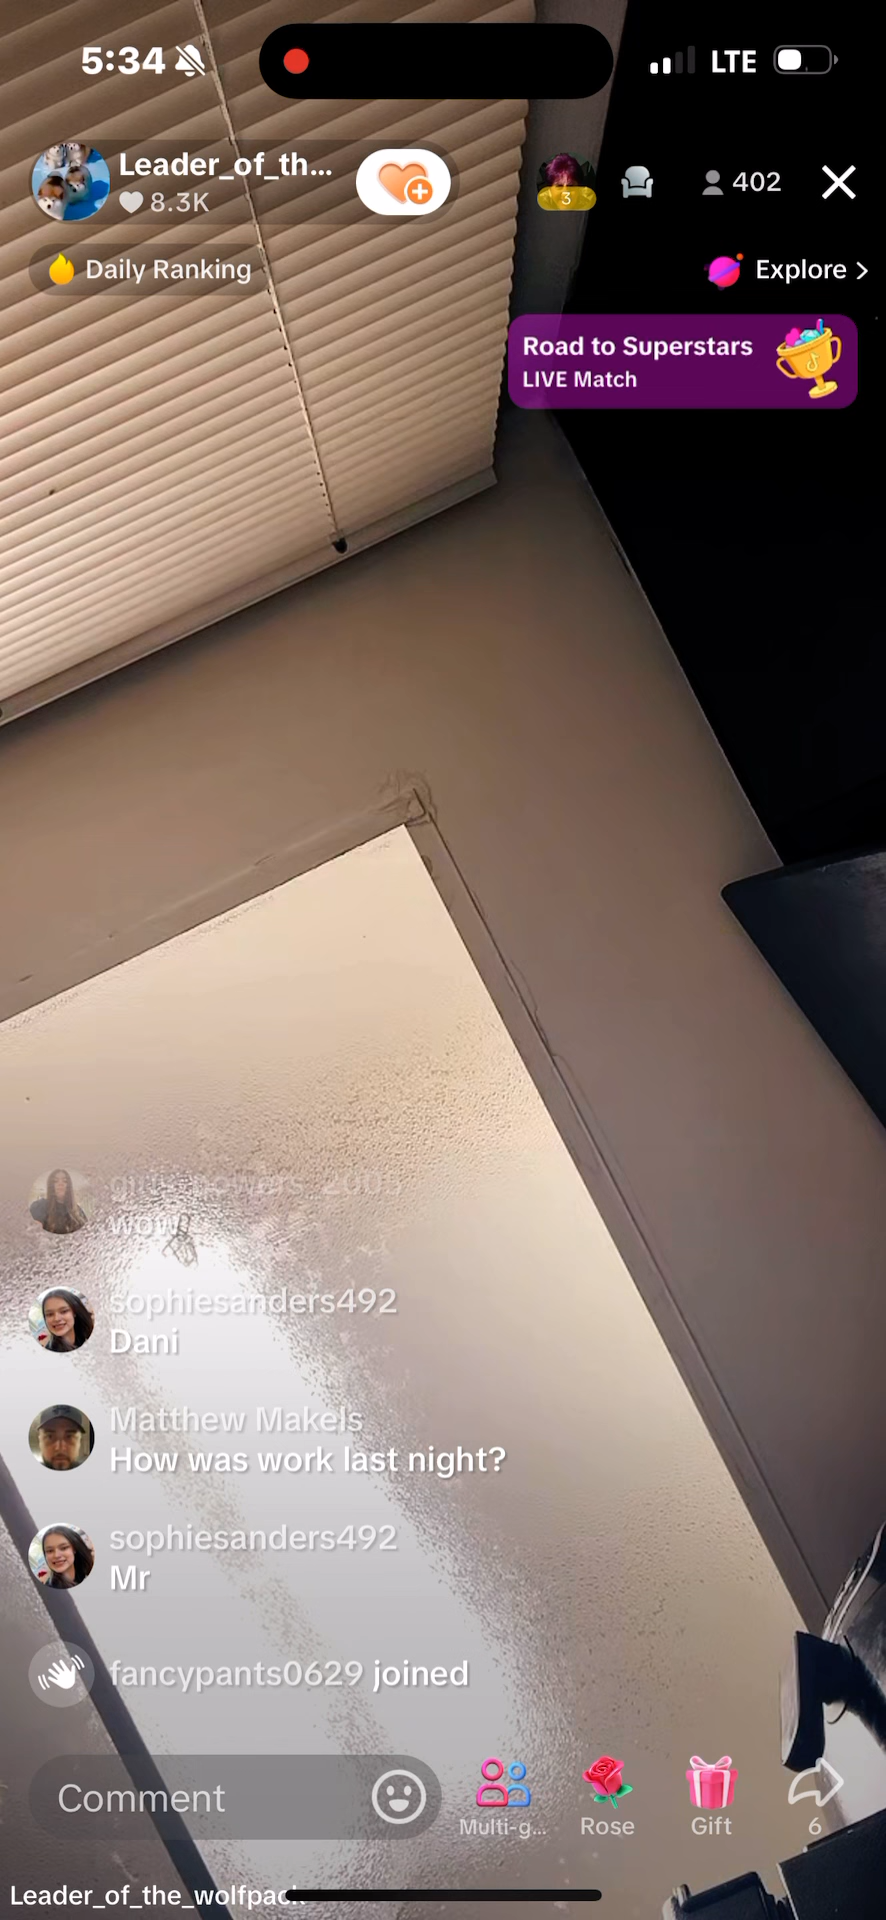 5:34
LTE
Leader_of_th...
8.3K
3
402
Daily Ranking
Explore >
Road to Superstars
LIVE Match
wow
sophiesanders492
Dani
Matthew Makels
How was work last night?
sophiesanders492
Mr
fancypants0629 joined
Comment
Multi-g...
Rose
Gift
6
Leader_of_the_wolfpack